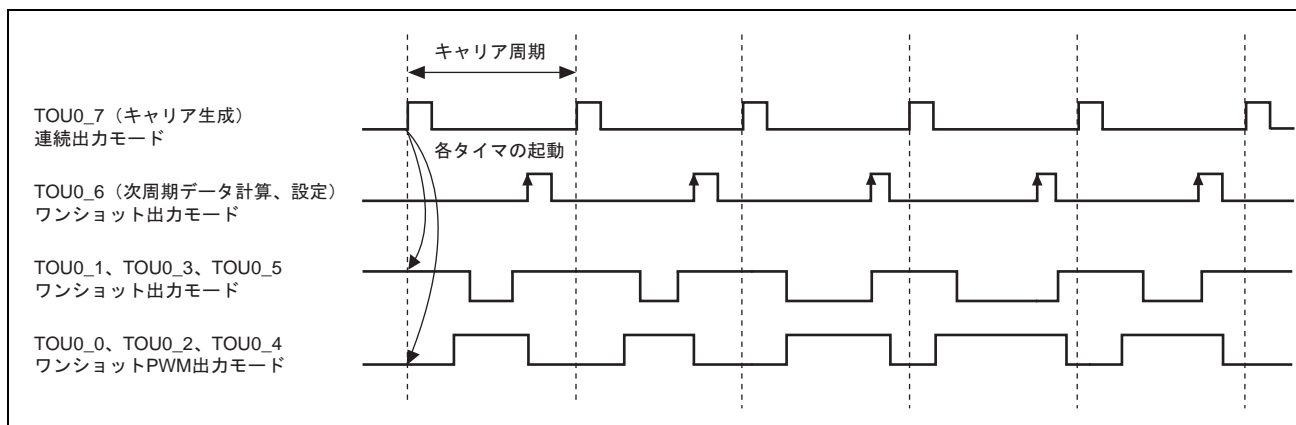 キャリア周期
TOU0_7（キャリア生成）
連続出力モード
各タイマの起動
TOU0_6（次周期データ計算、設定）
ワンショット出力モード
TOU0_1、TOU0_3、TOU0_5
ワンショット出力モード
TOU0_0、TOU0_2、TOU0_4
ワンショットPWM出力モード